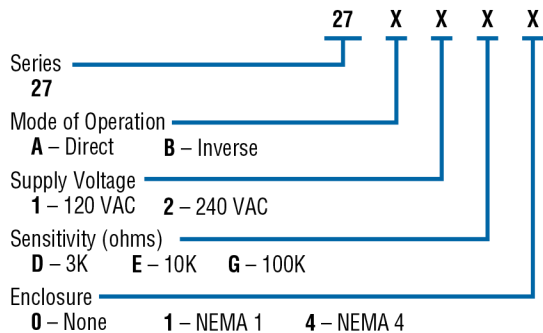 27 X X X X
Series
27
Mode of Operation
A – Direct B – Inverse
Supply Voltage
1 – 120 VAC 2 – 240 VAC
Sensitivity (ohms)
D – 3K E – 10K G – 100K
Enclosure
0 – None 1 – NEMA 1 4 – NEMA 4